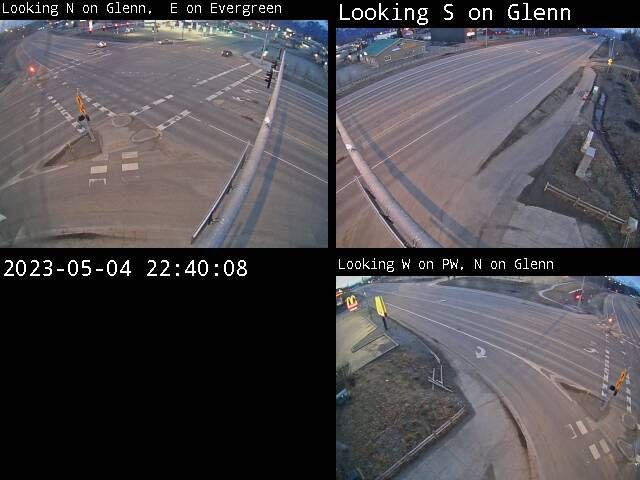 Looking N on Glenn, E on Evergreen
Looking S on Glenn
2023-05-04 22:40:08
Looking W on PW, N on Glenn